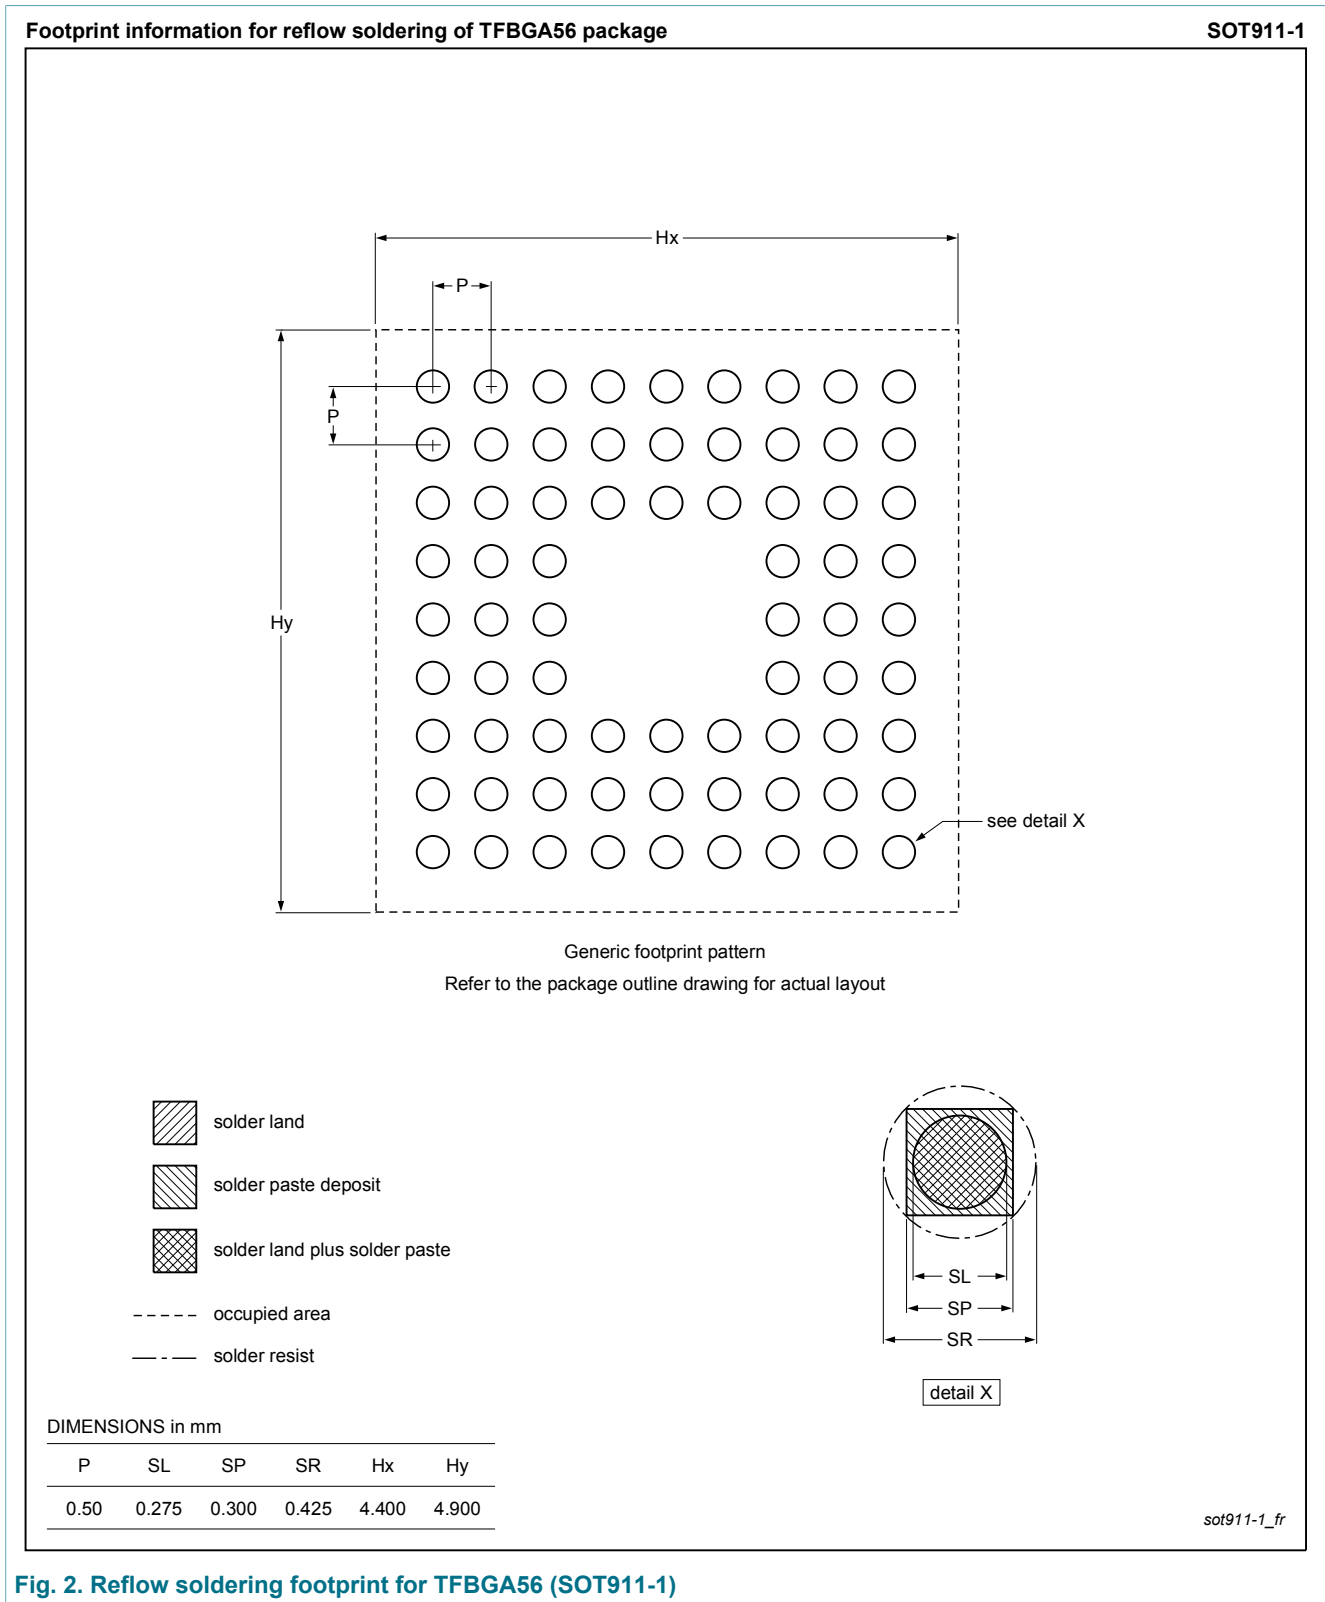 Footprint information for reflow soldering of TFBGA56 package SOT911-1
Hx
P
P
Hy
see detail X
Generic footprint pattern
Refer to the package outline drawing for actual layout
solder land
solder paste deposit
solder land plus solder paste
occupied area
solder resist
SL
SP
SR
detail X
DIMENSIONS in mm
P SL SP SR Hx Hy
0.50 0.275 0.300 0.425 4.400 4.900
sot911-1_fr
Fig. 2. Reflow soldering footprint for TFBGA56 (SOT911-1)